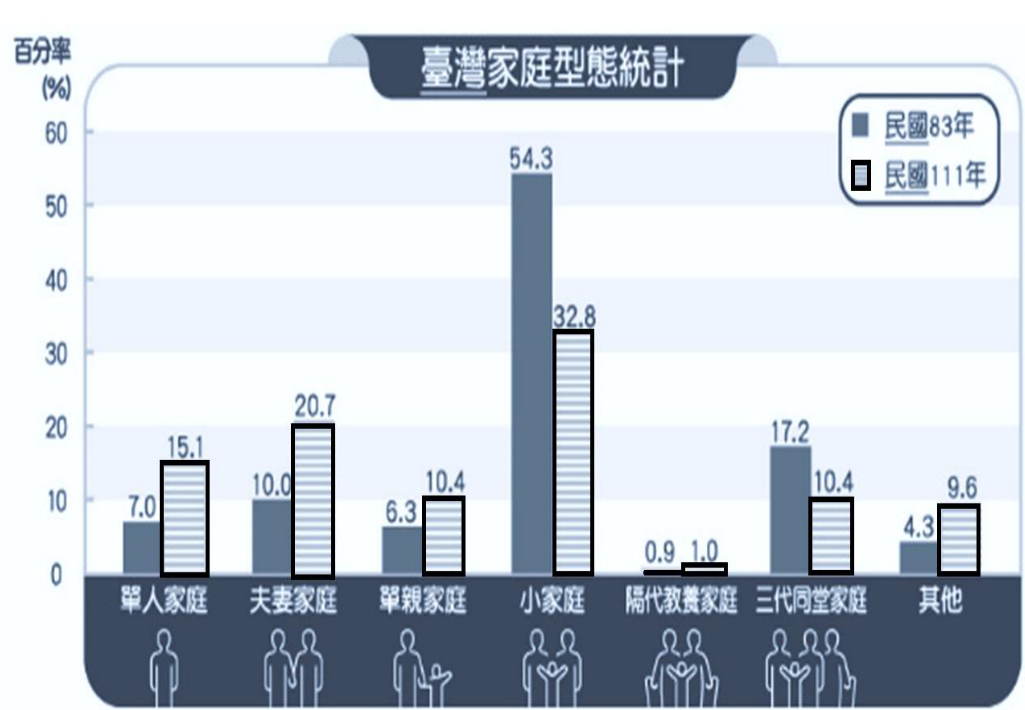 臺灣家庭型態統計
百分率
(%)
民國83年
民國111年
60
50
40
30
20
10
0
7.0
15.1
10.0
20.7
6.3
10.4
54.3
32.8
0.9
1.0
17.2
10.4
4.3
9.6
單人家庭
夫妻家庭
單親家庭
小家庭
隔代教養家庭
三代同堂家庭
其他